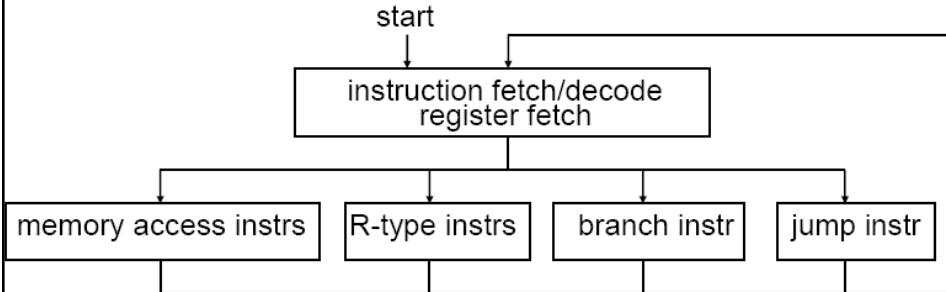 start
instruction fetch/decode
register fetch
memory access instrs
R-type instrs
branch instr
jump instr